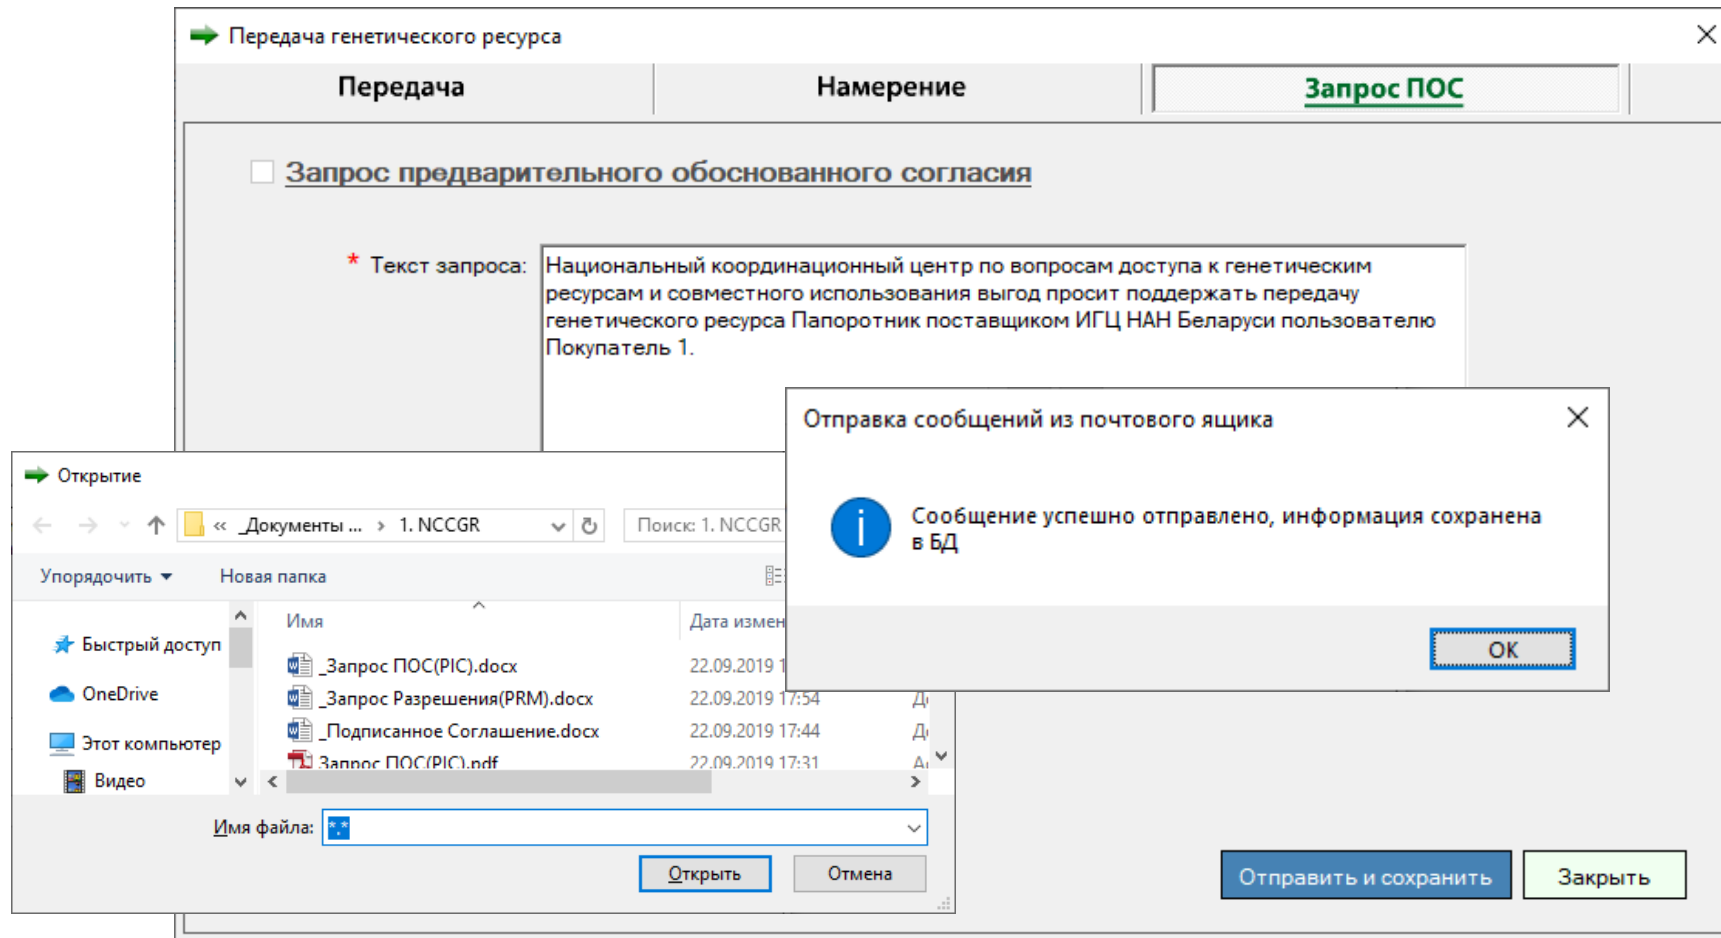 Передача генетического ресурса
Передача
Намерение
Запрос ПОС
Запрос предварительного обоснованного согласия
* Текст запроса:
Национальный координационный центр по вопросам доступа к генетическим
ресурсам и совместного использования выгод просит поддержать передачу
генетического ресурса Папоротник поставщиком ИГЦ НАН Беларуси пользователю
Покупатель 1.
Отправка сообщений из почтового ящика
Сообщение успешно отправлено, информация сохранена
в БД
OK
Открытие
« _Документы ... › 1. NCCGR
Поиск: 1. NCCGR
Упорядочить
Новая папка
Имя
Дата измен
Быстрый доступ
OneDrive
Этот компьютер
Видео
_Запрос ПОС(PIC).docx
22.09.2019 1
_Запрос Разрешения(PRM).docx
22.09.2019 17:54
_Подписанное Соглашение.docx
22.09.2019 17:44
Запрос ПОС(PIC).pdf
22.09.2019 17:31
Имя файла:
*.*
Открыть
Отмена
Отправить и сохранить
Закрыть